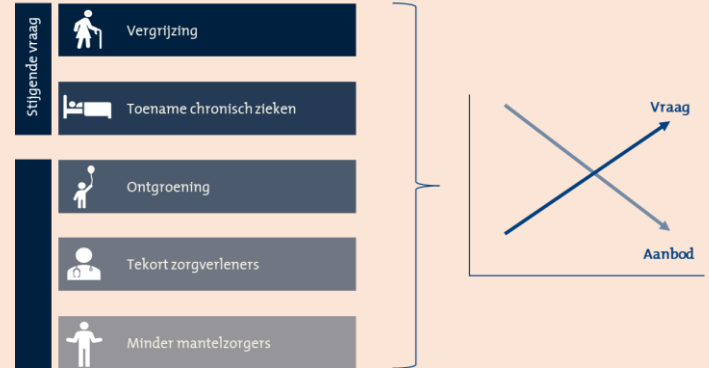 Stijgende vraag
Vergrijzing
Toename chronisch zieken
Ontgroening
Tekort zorgverleners
Minder mantelzorgers
Vraag
Aanbod